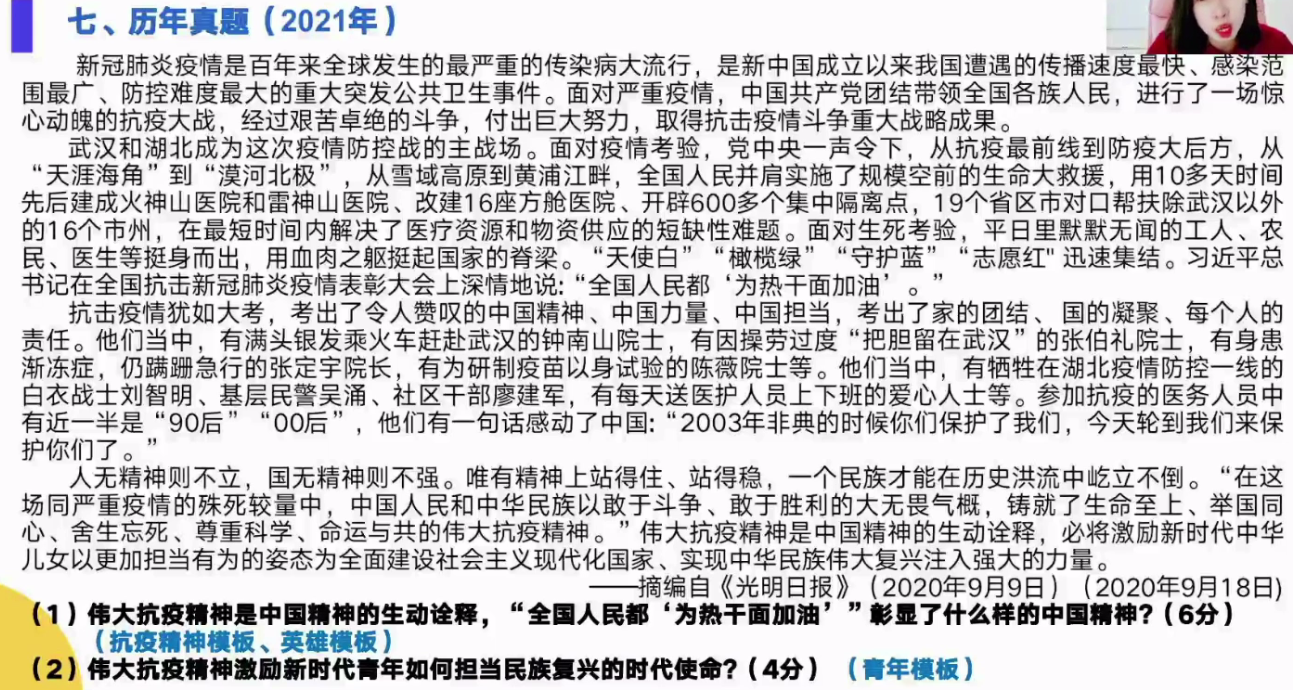 七、历年真题（2021年）
新冠肺炎疫情是百年来全球发生的最严重的传染病大流行，是新中国成立以来我国遭遇的传播速度最快、感染范
围最广、防控难度最大的重大突发公共卫生事件。面对严重疫情，中国共产党团结带领全国各族人民，进行了一场惊
心动魄的抗疫大战，经过艰苦卓绝的斗争，付出巨大努力，取得抗击疫情斗争重大战略成果。
武汉和湖北成为这次疫情防控战的主战场。面对疫情考验，党中央一声令下，从抗疫最前线到防疫大后方，从
“天涯海角”到“漠河北极”，从雪域高原到黄浦江畔，全国人民并肩实施了规模空前的生命大救援，用10多天时间
先后建成火神山医院和雷神山医院、改建16座方舱医院、开辟600多个集中隔离点，19个省区市对口帮扶除武汉以外
的16个市州，在最短时间内解决了医疗资源和物资供应的短缺性难题。面对生死考验，平日里默默无闻的工人、农
民、医生等挺身而出，用血肉之躯挺起国家的脊梁。“天使白”“橄榄绿”“守护蓝”“志愿红"迅速集结。习近平总
书记在全国抗击新冠肺炎疫情表彰大会上深情地说:“全国人民都‘为热干面加油’。”
抗击疫情犹如大考，考出了令人赞叹的中国精神、中国力量、中国担当，考出了家的团结、国的凝聚、每个人的
责任。他们当中，有满头银发乘火车赶赴武汉的钟南山院士，有因操劳过度“把胆留在武汉”的张伯礼院士，有身患
渐冻症，仍蹒跚急行的张定宇院长，有为研制疫苗以身试验的陈薇院士等。他们当中，有牺牲在湖北疫情防控一线的
白衣战士刘智明、基层民警吴涌、社区干部廖建军，有每天送医护人员上下班的爱心人士等。参加抗疫的医务人员中
有近一半是“90后”“00后”，他们有一句话感动了中国:“2003年非典的时候你们保护了我们，今天轮到我们来保
护你们了。”
人无精神则不立，国无精神则不强。唯有精神上站得住、站得稳，一个民族才能在历史洪流中屹立不倒。“在这
场同严重疫情的殊死较量中，中国人民和中华民族以敢于斗争、敢于胜利的大无畏气概，铸就了生命至上、举国同
心、舍生忘死、尊重科学、命运与共的伟大抗疫精神。”伟大抗疫精神是中国精神的生动诠释，必将激励新时代中华
儿女以更加担当有为的姿态为全面建设社会主义现代化国家、实现中华民族伟大复兴注入强大的力量。
——摘编自《光明日报》（2020年9月9日）（2020年9月18日)
（1）伟大抗疫精神是中国精神的生动诠释，“全国人民都‘为热干面加油’”彰显了什么样的中国精神?（6分）
（抗疫精神模板、英雄模板）
（2）伟大抗疫精神激励新时代青年如何担当民族复兴的时代使命?（4分）（青年模板）